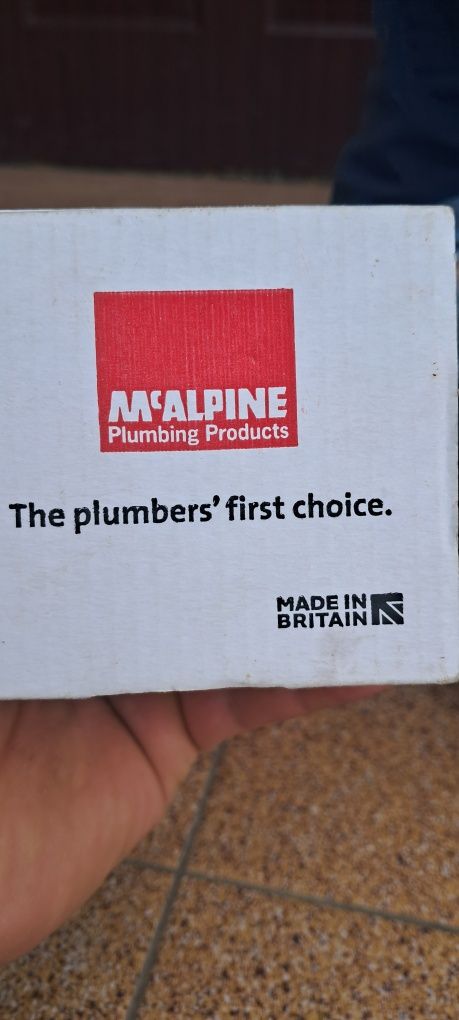 McALPINE
Plumbing Products
The plumbers' first choice.
MADE IN
BRITAIN